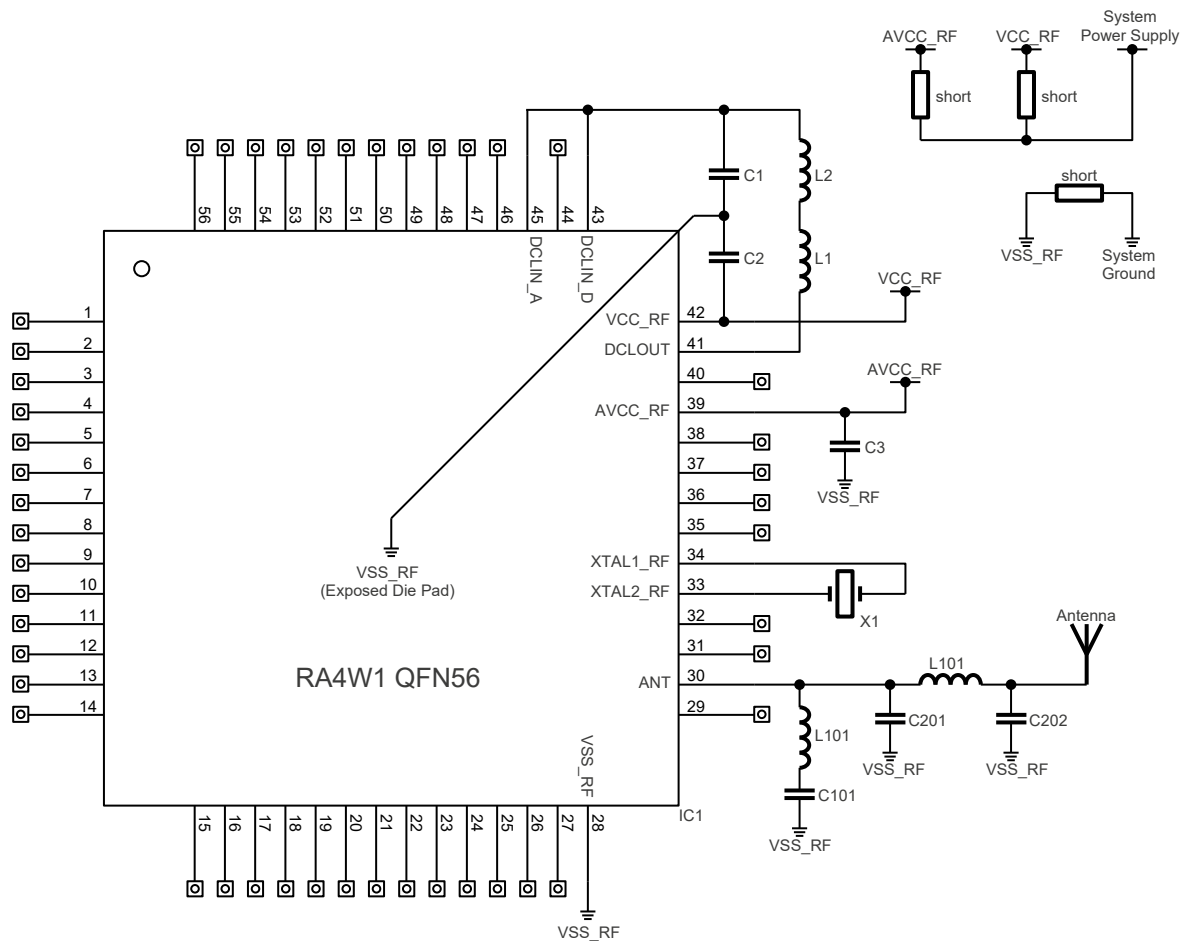 System
Power Supply
AVCC_RF
VCC_RF
short
short
short
VSS_RF
System
Ground
56
55
54
53
52
51
50
49
48
47
46
45
44
43
DCLIN_A
DCLIN_D
C1
L2
C2
L1
VCC_RF
1
2
3
4
5
6
7
8
9
10
11
12
13
14
VCC_RF 42
DCLOUT 41
40
AVCC_RF 39
38
37
36
35
XTAL1_RF 34
XTAL2_RF 33
32
31
ANT 30
29
AVCC_RF
C3
VSS_RF
X1
VSS_RF
(Exposed Die Pad)
RA4W1 QFN56
Antenna
L101
L101
C201
C202
VSS_RF
VSS_RF
C101
VSS_RF
VSS_RF
IC1
15
16
17
18
19
20
21
22
23
24
25
26
27
28
VSS_RF